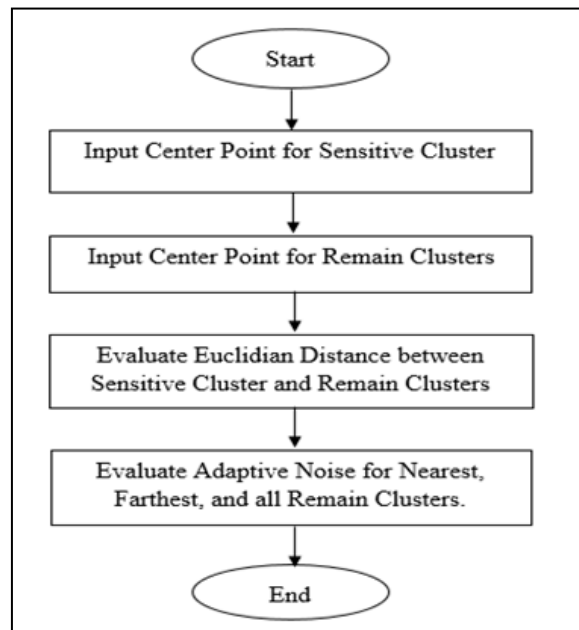 Start
Input Center Point for Sensitive Cluster
Input Center Point for Remain Clusters
Evaluate Euclidian Distance between
Sensitive Cluster and Remain Clusters
Evaluate Adaptive Noise for Nearest,
Farthest, and all Remain Clusters.
End